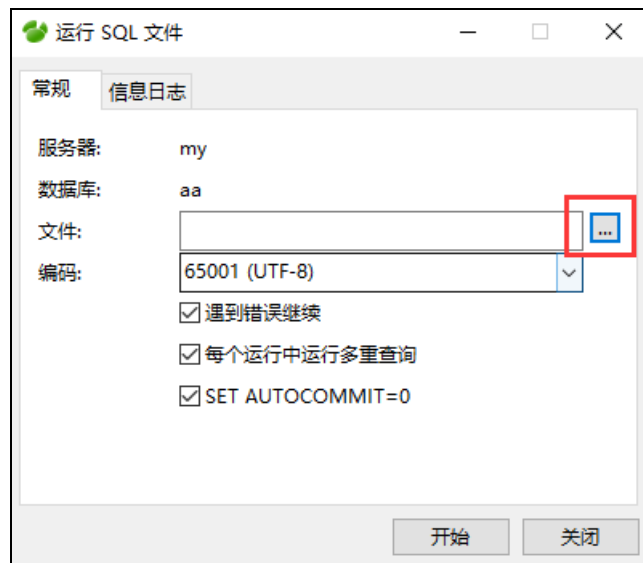 运行 SQL 文件
常规 信息日志
服务器: my
数据库: aa
文件: ...
编码: 65001 (UTF-8)
遇到错误继续
每个运行中运行多重查询
SET AUTOCOMMIT=0
开始 关闭